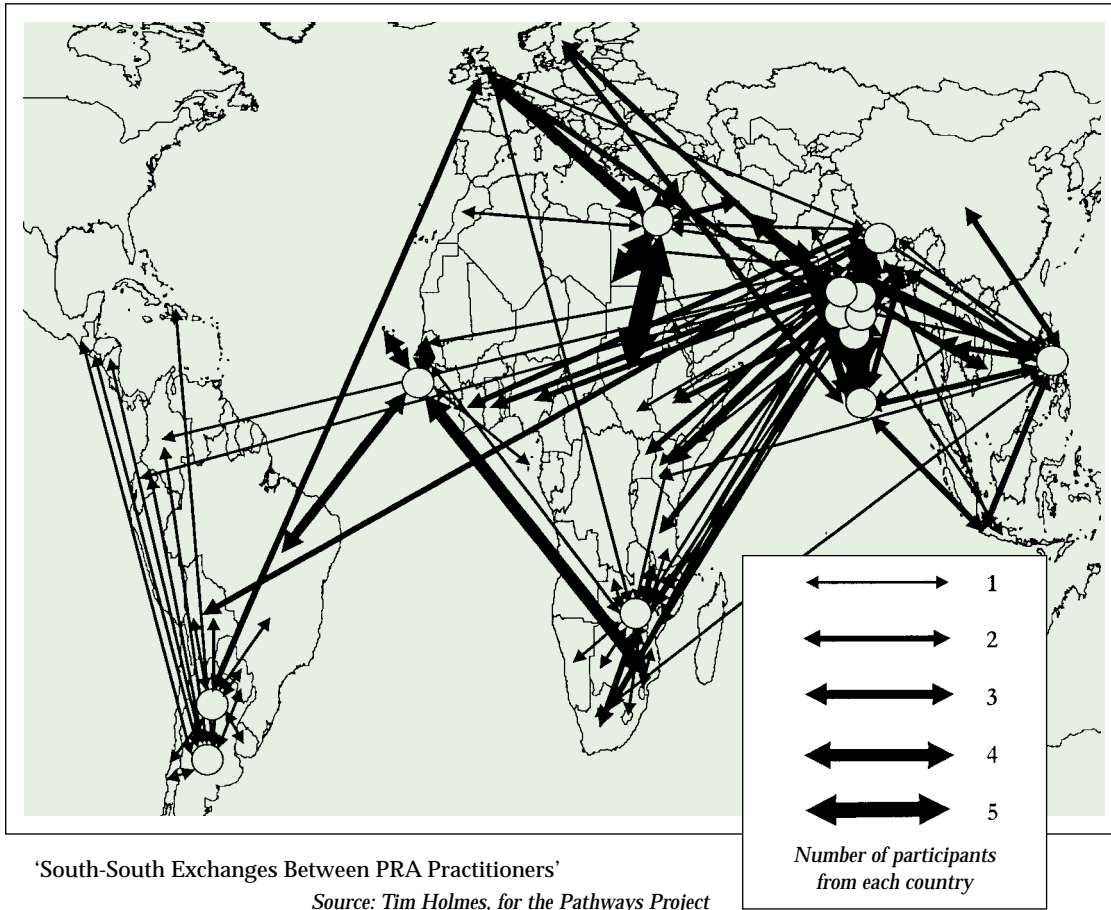 1
2
3
4
5
Number of participants
from each country
‘South-South Exchanges Between PRA Practitioners’
Source: Tim Holmes, for the Pathways Project